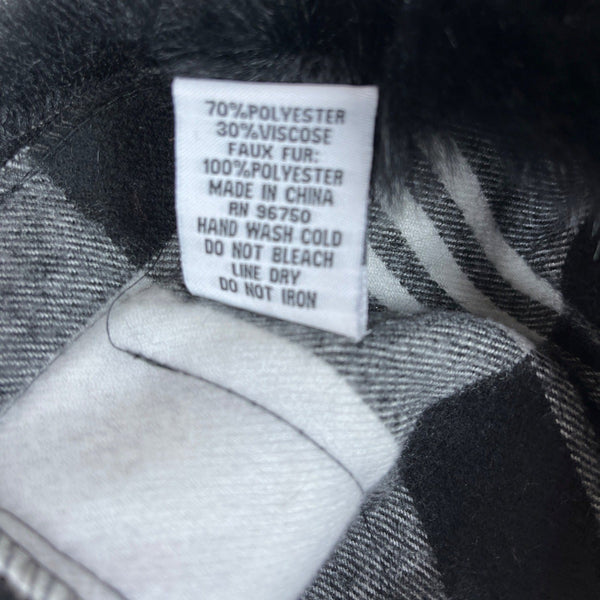 70%POLYESTER
30%VISCOSE
FAUX FUR:
100%POLYESTER
MADE IN CHINA
RN 96750
HAND WASH COLD
DO NOT BLEACH
LINE DRY
DO NOT IRON